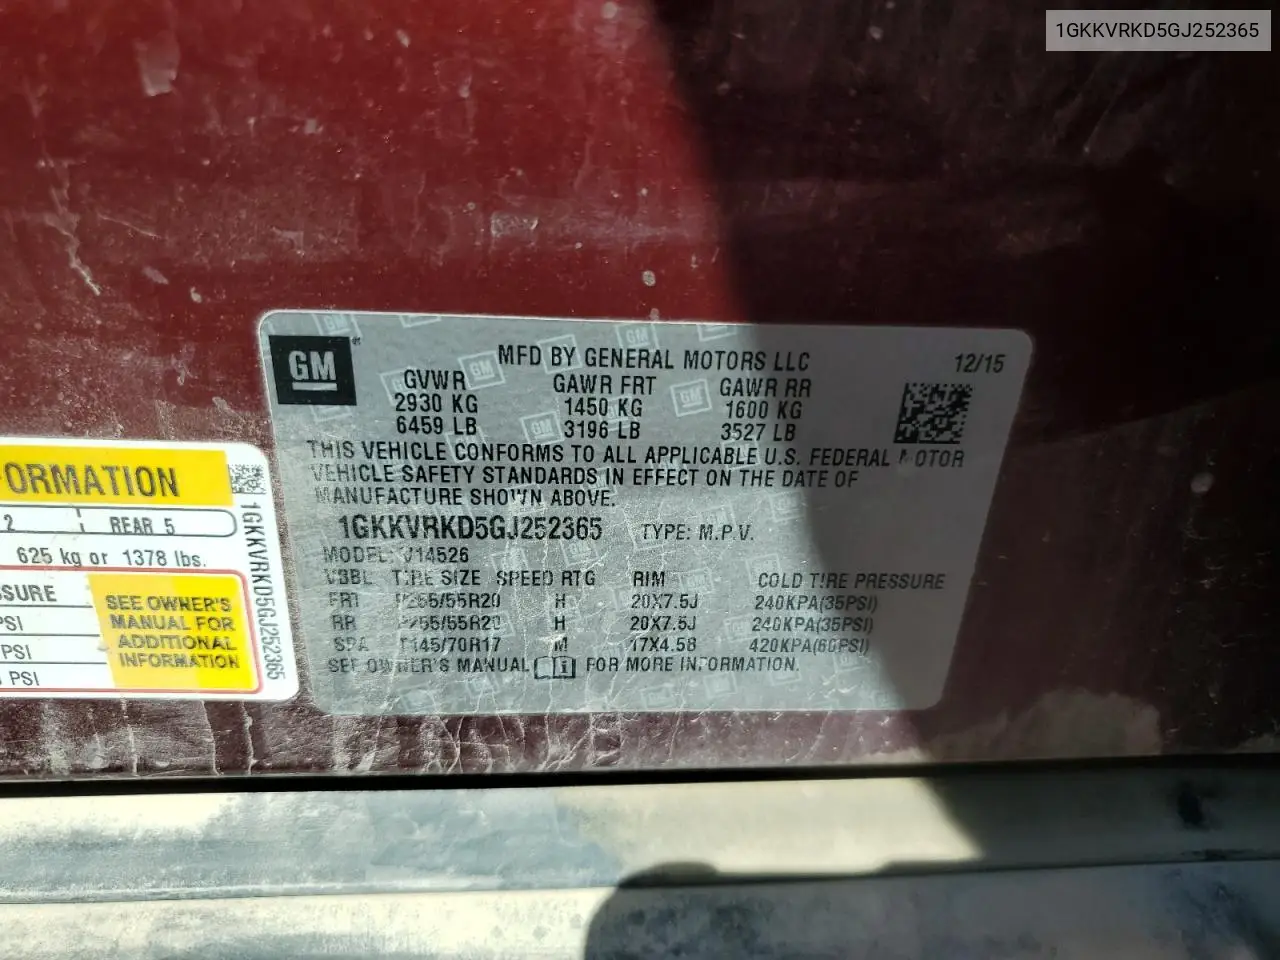 1GKKVRKD5GJ252365
GM
MFD BY GENERAL MOTORS LLC
12/15
GVWR GAWR FRT GAWR RR
2930 KG 1450 KG 1600 KG
6459 LB 3196 LB 3527 LB
THIS VEHICLE CONFORMS TO ALL APPLICABLE U.S. FEDERAL MOTOR
VEHICLE SAFETY STANDARDS IN EFFECT ON THE DATE OF
MANUFACTURE SHOWN ABOVE.
1GKKVRKD5GJ252365 TYPE: M.P.V.
MODEL: V14526
TIRE SIZE SPEED RTG RIM COLD TIRE PRESSURE
FRT P255/55R20 H 20X7.5J 240KPA(35PSI)
RR P255/55R20 H 20X7.5J 240KPA(35PSI)
SPA T145/70R17 M 17X4.5B 420KPA(60PSI)
SEE OWNER'S MANUAL FOR MORE INFORMATION.
ORMATION
2 REAR 5
625 kg or 1378 lbs.
SURE
PSI
PSI
PSI
SEE OWNER'S
MANUAL FOR
ADDITIONAL
INFORMATION
1GKKVRKD5GJ252365